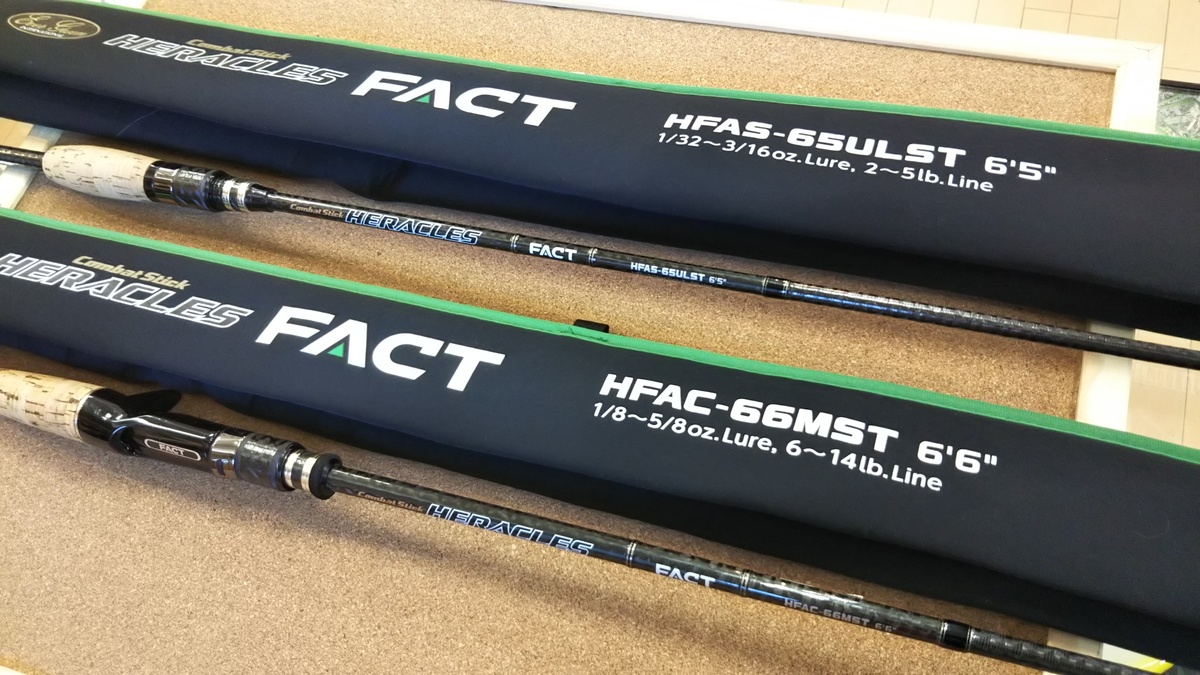 Combat Stick
HERACLES
FACT
HFAS-65ULST 6'5"
1/32～3/16oz.Lure, 2～5lb.Line
Combat Stick HERACLES FACT HFAS-65ULST 6'5"
Combat Stick
HERACLES
FACT
HFAC-66MST 6'6"
1/8～5/8oz.Lure, 6～14lb.Line
FACT
Combat Stick HERACLES FACT HFAC-66MST 6'6"